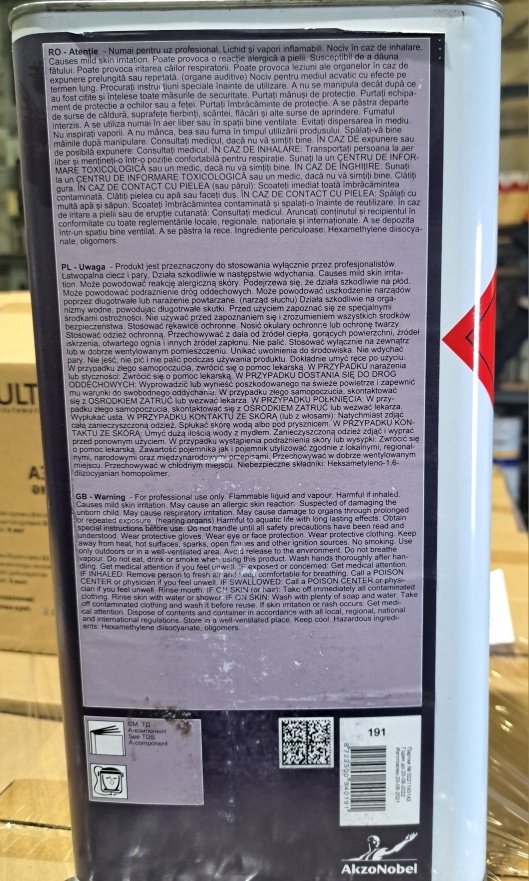 RO - Atenţie - Numai pentru uz profesional. Lichid şi vapori inflamabili. Nociv în caz de inhalare.
Causes mild skin irritation. Poate provoca o reacţie alergică a pielii. Susceptibil de a dăuna
fătului. Poate provoca iritarea căilor respiratorii. Poate provoca leziuni ale organelor în caz de
expunere prelungită sau repetată. (organe auditive) Nociv pentru mediul acvatic cu efecte pe
termen lung. Procuraţi instrucţiuni speciale înainte de utilizare. A nu se manipula decât după ce
au fost citite şi înţelese toate măsurile de securitate. Purtaţi mănuşi de protecţie. Purtaţi echipa-
ment de protecţie a ochilor sau a feţei. Purtaţi îmbrăcăminte de protecţie. A se păstra departe
de surse de căldură, suprafeţe fierbinţi, scântei, flăcări şi alte surse de aprindere. Fumatul
interzis. A se utiliza numai în aer liber sau în spaţii bine ventilate. Evitaţi dispersarea în mediu.
Nu inspiraţi vaporii. A nu mânca, bea sau fuma în timpul utilizării produsului. Spălaţi-vă bine
mâinile după manipulare. Consultaţi medicul, dacă nu vă simţiţi bine. ÎN CAZ DE expunere sau
de posibilă expunere: Consultaţi medicul. ÎN CAZ DE INHALARE: Transportaţi persoana la aer
liber şi menţineţi-o într-o poziţie confortabilă pentru respiraţie. Sunaţi la un CENTRU DE INFOR-
MARE TOXICOLOGICĂ sau un medic, dacă nu vă simţiţi bine. ÎN CAZ DE ÎNGHIŢIRE: Sunaţi
la un CENTRU DE INFORMARE TOXICOLOGICĂ sau un medic, dacă nu vă simţiţi bine. Clătiţi
gura. ÎN CAZ DE CONTACT CU PIELEA (sau părul): Scoateţi imediat toată îmbrăcămintea
contaminată. Clătiţi pielea cu apă sau faceţi duş. ÎN CAZ DE CONTACT CU PIELEA: Spălaţi cu
multă apă şi săpun. Scoateţi îmbrăcămintea contaminată şi spălaţi-o înainte de reutilizare. În caz
de iritare a pielii sau de erupţie cutanată: Consultaţi medicul. Aruncaţi conţinutul şi recipientul în
conformitate cu toate reglementările locale, regionale, naţionale şi internaţionale. A se depozita
într-un spaţiu bine ventilat. A se păstra la rece. Ingrediente periculoase: Hexamethylene diisocya-
nate, oligomers.
PL - Uwaga - Produkt jest przeznaczony do stosowania wyłącznie przez profesjonalistów.
Łatwopalna ciecz i pary. Działa szkodliwie w następstwie wdychania. Causes mild skin irrita-
tion. Może powodować reakcję alergiczną skóry. Podejrzewa się, że działa szkodliwie na płód.
Może powodować podrażnienie dróg oddechowych. Może powodować uszkodzenie narządów
poprzez długotrwałe lub narażenie powtarzane. (narząd słuchu) Działa szkodliwie na orga-
nizmy wodne, powodując długotrwałe skutki. Przed użyciem zapoznać się ze specjalnymi
środkami ostrożności. Nie używać przed zapoznaniem się i zrozumieniem wszystkich środków
bezpieczeństwa. Stosować rękawice ochronne. Nosić okulary ochronne lub ochronę twarzy.
Stosować odzież ochronną. Przechowywać z dala od źródeł ciepła, gorących powierzchni, źródeł
iskrzenia, otwartego ognia i innych źródeł zapłonu. Nie palić. Stosować wyłącznie na zewnątrz
lub w dobrze wentylowanym pomieszczeniu. Unikać uwolnienia do środowiska. Nie wdychać
pary. Nie jeść, nie pić i nie palić podczas używania produktu. Dokładnie umyć ręce po użyciu.
W przypadku złego samopoczucia, zwrócić się o pomoc lekarską. W PRZYPADKU narażenia
lub styczności: Zwrócić się o pomoc lekarską. W PRZYPADKU DOSTANIA SIĘ DO DRÓG
ODDECHOWYCH: Wyprowadzić lub wynieść poszkodowanego na świeże powietrze i zapewnić
mu warunki do swobodnego oddychania. W przypadku złego samopoczucia, skontaktować
się z OŚRODKIEM ZATRUĆ lub wezwać lekarza. W PRZYPADKU POŁKNIĘCIA: W przy-
padku złego samopoczucia, skontaktować się z OŚRODKIEM ZATRUĆ lub wezwać lekarza.
Wypłukać usta. W PRZYPADKU KONTAKTU ZE SKÓRĄ (lub z włosami): Natychmiast zdjąć
całą zanieczyszczoną odzież. Spłukać skórę wodą albo pod prysznicem. W PRZYPADKU KON-
TAKTU ZE SKÓRĄ: Umyć dużą ilością wody z mydłem. Zanieczyszczoną odzież zdjąć i wyprać
przed ponownym użyciem. W przypadku wystąpienia podrażnienia skóry lub wysypki: Zwrócić się
o pomoc lekarską. Zawartość pojemnika jak i pojemnik utylizować zgodnie z lokalnymi, regional-
nymi, narodowymi oraz międzynarodowymi przepisami. Przechowywać w dobrze wentylowanym
miejscu. Przechowywać w chłodnym miejscu. Niebezpieczne składniki: Heksametyleno-1,6-
diizocyjanian homopolimer.
GB - Warning - For professional use only. Flammable liquid and vapour. Harmful if inhaled.
Causes mild skin irritation. May cause an allergic skin reaction. Suspected of damaging the
unborn child. May cause respiratory irritation. May cause damage to organs through prolonged
or repeated exposure. (hearing organs) Harmful to aquatic life with long lasting effects. Obtain
special instructions before use. Do not handle until all safety precautions have been read and
understood. Wear protective gloves. Wear eye or face protection. Wear protective clothing. Keep
away from heat, hot surfaces, sparks, open flames and other ignition sources. No smoking. Use
only outdoors or in a well-ventilated area. Avoid release to the environment. Do not breathe
vapour. Do not eat, drink or smoke when using this product. Wash hands thoroughly after han-
dling. Get medical attention if you feel unwell. IF exposed or concerned: Get medical attention.
IF INHALED: Remove person to fresh air and keep comfortable for breathing. Call a POISON
CENTER or physician if you feel unwell. IF SWALLOWED: Call a POISON CENTER or physi-
cian if you feel unwell. Rinse mouth. IF ON SKIN (or hair): Take off immediately all contaminated
clothing. Rinse skin with water or shower. IF ON SKIN: Wash with plenty of soap and water. Take
off contaminated clothing and wash it before reuse. If skin irritation or rash occurs: Get medi-
cal attention. Dispose of contents and container in accordance with all local, regional, national
and international regulations. Store in a well-ventilated place. Keep cool. Hazardous ingredi-
ents: Hexamethylene diisocyanate, oligomers.
СМ. ТД
А-компонент
See TDS
A-component
191
AkzoNobel